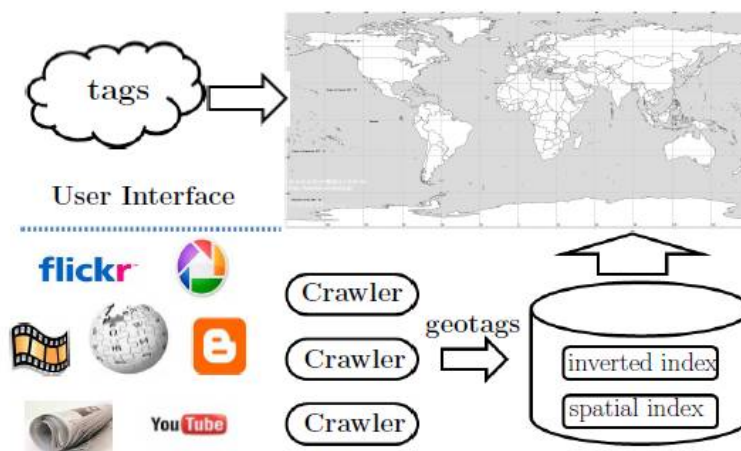 tags
User Interface
flickr
Crawler
geotags
Crawler
inverted index
spatial index
YouTube
Crawler